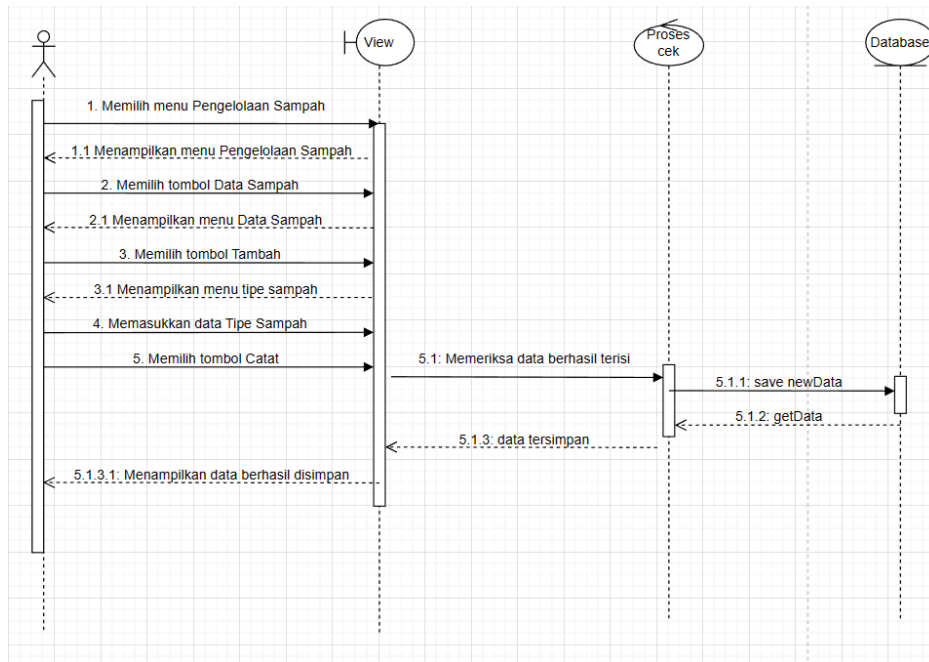 View
Proses
cek
Database
1. Memilih menu Pengelolaan Sampah
1.1 Menampilkan menu Pengelolaan Sampah
2. Memilih tombol Data Sampah
2.1 Menampilkan menu Data Sampah
3. Memilih tombol Tambah
3.1 Menampilkan menu tipe sampah
4. Memasukkan data Tipe Sampah
5. Memilih tombol Catat
5.1: Memeriksa data berhasil terisi
5.1.1: save newData
5.1.2: getData
5.1.3: data tersimpan
5.1.3.1: Menampilkan data berhasil disimpan